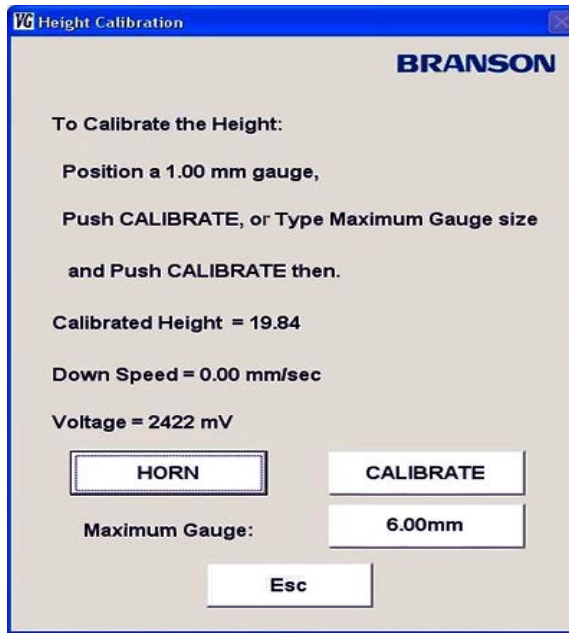 VG Height Calibration
BRANSON
To Calibrate the Height:
Position a 1.00 mm gauge,
Push CALIBRATE, or Type Maximum Gauge size
and Push CALIBRATE then.
Calibrated Height = 19.84
Down Speed = 0.00 mm/sec
Voltage = 2422 mV
HORN CALIBRATE
Maximum Gauge: 6.00mm
Esc